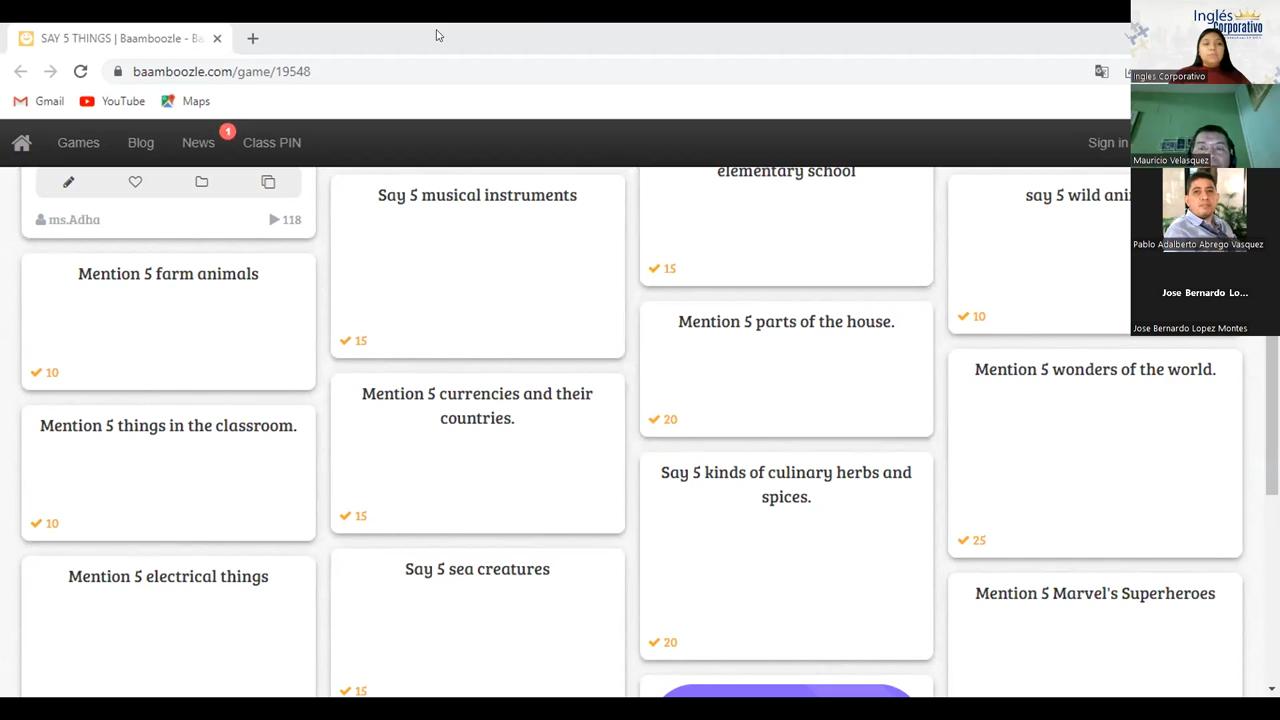 SAY 5 THINGS | Baamboozle - Ba
baamboozle.com/game/19548
Gmail
YouTube
Maps
Games
Blog
News
1
Class PIN
Sign in
ms.Adha
118
Mention 5 farm animals
10
Mention 5 things in the classroom.
10
Mention 5 electrical things
Say 5 musical instruments
15
Mention 5 currencies and their
countries.
15
Say 5 sea creatures
15
elementary school
15
Mention 5 parts of the house.
20
Say 5 kinds of culinary herbs and
spices.
20
say 5 wild ani
10
Mention 5 wonders of the world.
25
Mention 5 Marvel's Superheroes
Inglés
Corporativo
Ingles Corporativo
Mauricio Velasquez
Pablo Adalberto Abrego Vasquez
Jose Bernardo Lo...
Jose Bernardo Lopez Montes